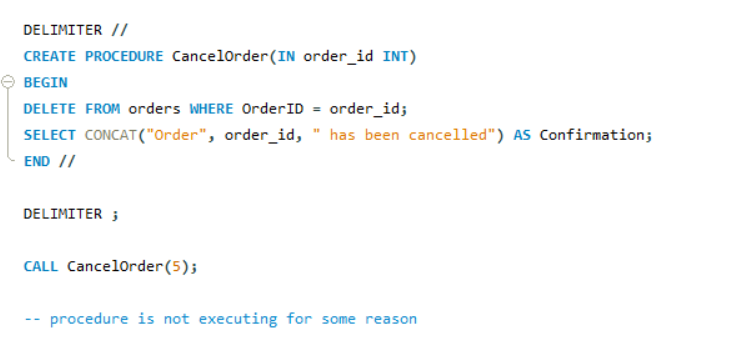 DELIMITER //
CREATE PROCEDURE CancelOrder(IN order_id INT)
BEGIN
DELETE FROM orders WHERE OrderID = order_id;
SELECT CONCAT("Order", order_id, " has been cancelled") AS Confirmation;
END //
DELIMITER ;
CALL CancelOrder(5);
-- procedure is not executing for some reason